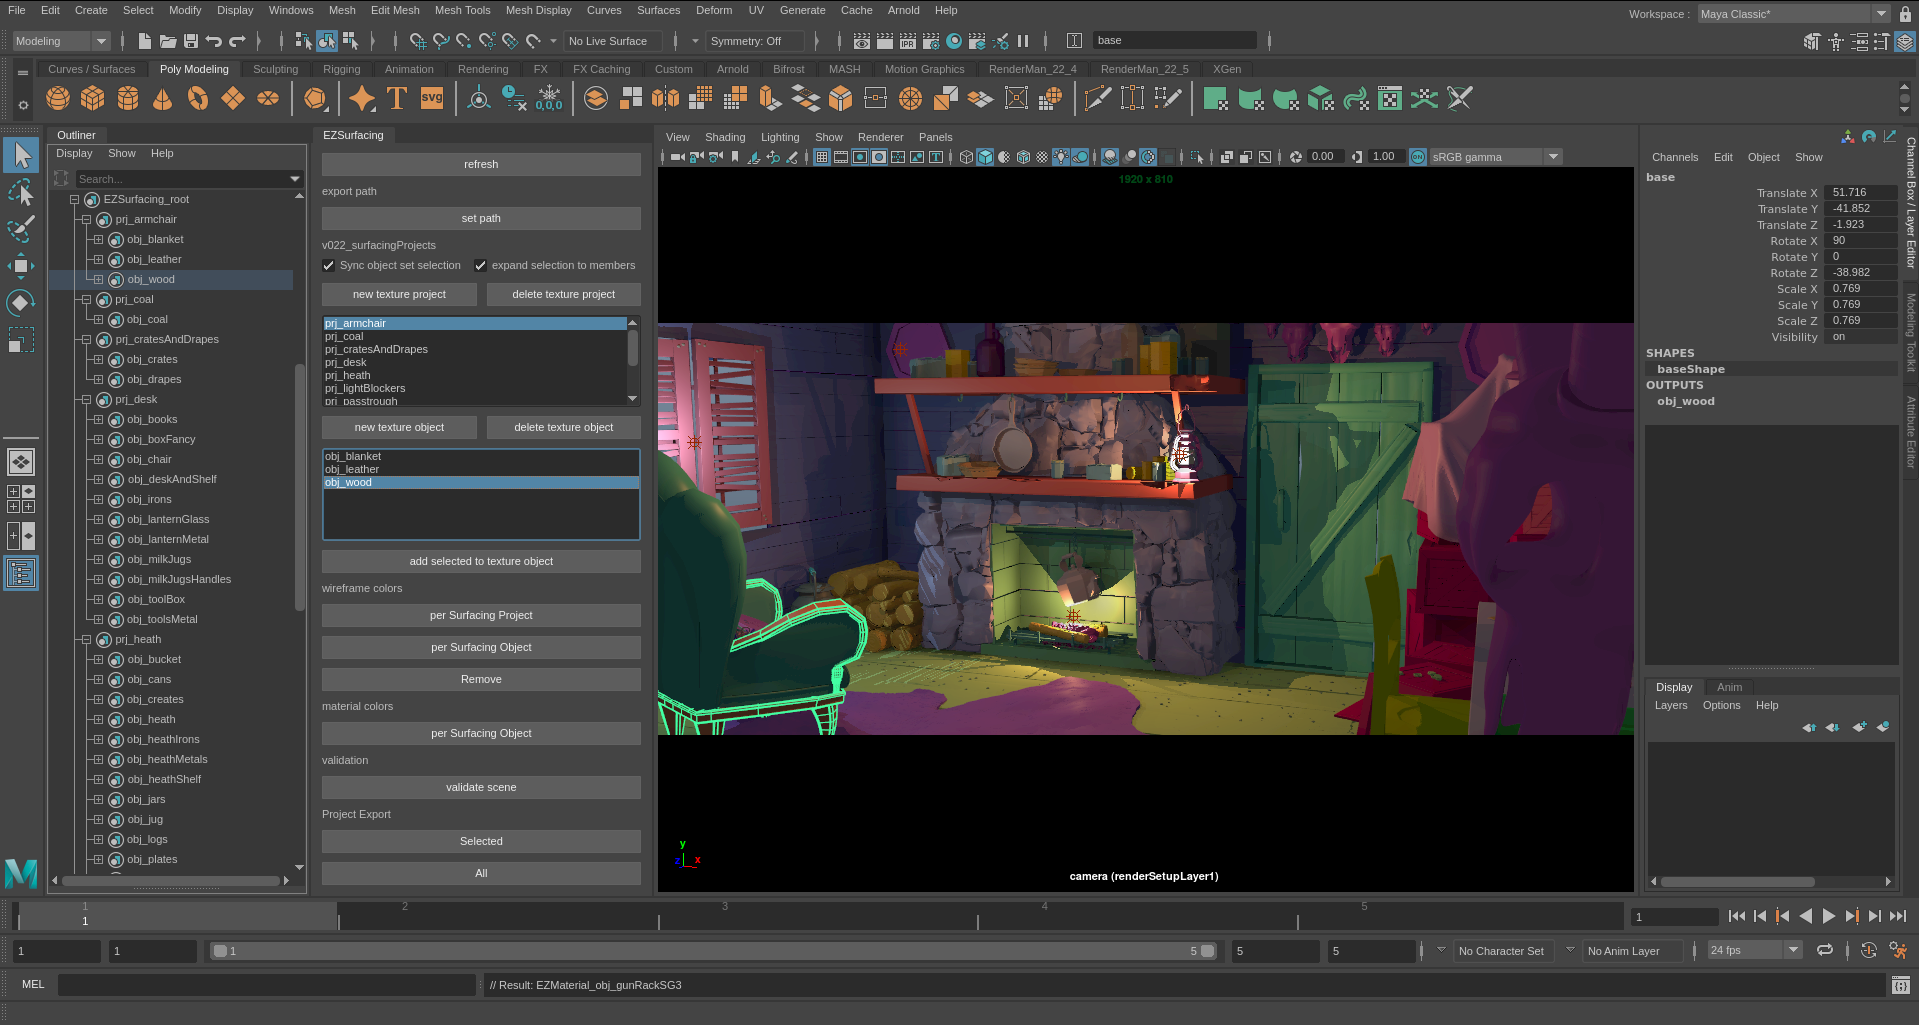 File Edit Create Select Modify Display Windows Mesh Edit Mesh Mesh Tools Mesh Display Curves Surfaces Deform UV Generate Cache Arnold Help
Workspace : Maya Classic*
Modeling
No Live Surface
Symmetry: Off
base
Curves / Surfaces Poly Modeling Sculpting Rigging Animation Rendering FX FX Caching Custom Arnold Bifrost MASH Motion Graphics RenderMan_22_4 RenderMan_22_5 XGen
T
svg
0,0,0
Outliner
Display Show Help
Search...
EZSurfacing_root
prj_armchair
obj_blanket
obj_leather
obj_wood
prj_coal
obj_coal
prj_cratesAndDrapes
obj_crates
obj_drapes
prj_desk
obj_books
obj_boxFancy
obj_chair
obj_deskAndShelf
obj_irons
obj_lanternGlass
obj_lanternMetal
obj_milkJugs
obj_milkJugsHandles
obj_toolBox
obj_toolsMetal
prj_heath
obj_bucket
obj_cans
obj_creates
obj_heath
obj_heathIrons
obj_heathMetals
obj_heathShelf
obj_jars
obj_jug
obj_logs
obj_plates
EZSurfacing
refresh
export path
set path
v022_surfacingProjects
Sync object set selection
expand selection to members
new texture project
delete texture project
prj_armchair
prj_coal
prj_cratesAndDrapes
prj_desk
prj_heath
prj_lightBlockers
prj_passtrough
new texture object
delete texture object
obj_blanket
obj_leather
obj_wood
add selected to texture object
wireframe colors
per Surfacing Project
per Surfacing Object
Remove
material colors
per Surfacing Object
validation
validate scene
Project Export
Selected
All
View Shading Lighting Show Renderer Panels
0.00
1.00
sRGB gamma
1920 x 810
y
z
x
camera (renderSetupLayer1)
Channels Edit Object Show
base
Translate X 51.716
Translate Y -41.852
Translate Z -1.923
Rotate X 90
Rotate Y 0
Rotate Z -38.982
Scale X 0.769
Scale Y 0.769
Scale Z 0.769
Visibility on
SHAPES
baseShape
OUTPUTS
obj_wood
Display Anim
Layers Options Help
Channel Box / Layer Editor
Modeling Toolkit
Attribute Editor
1 2 3 4 5
1
1
1
1
1
5
5
5
No Character Set
No Anim Layer
24 fps
MEL
// Result: EZMaterial_obj_gunRackSG3